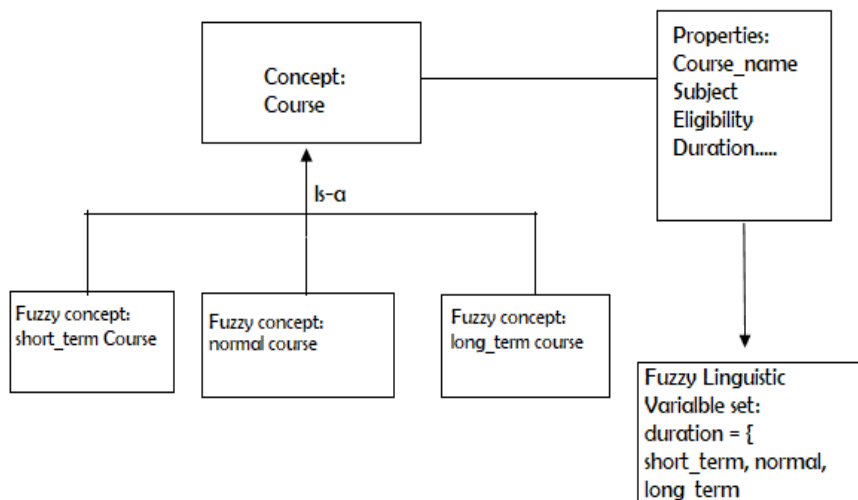 Concept:
Course
Properties:
Course_name
Subject
Eligibility
Duration.....
Is-a
Fuzzy concept:
short_term Course
Fuzzy concept:
normal course
Fuzzy concept:
long_term course
Fuzzy Linguistic
Varialble set:
duration = {
short_term, normal,
long_term